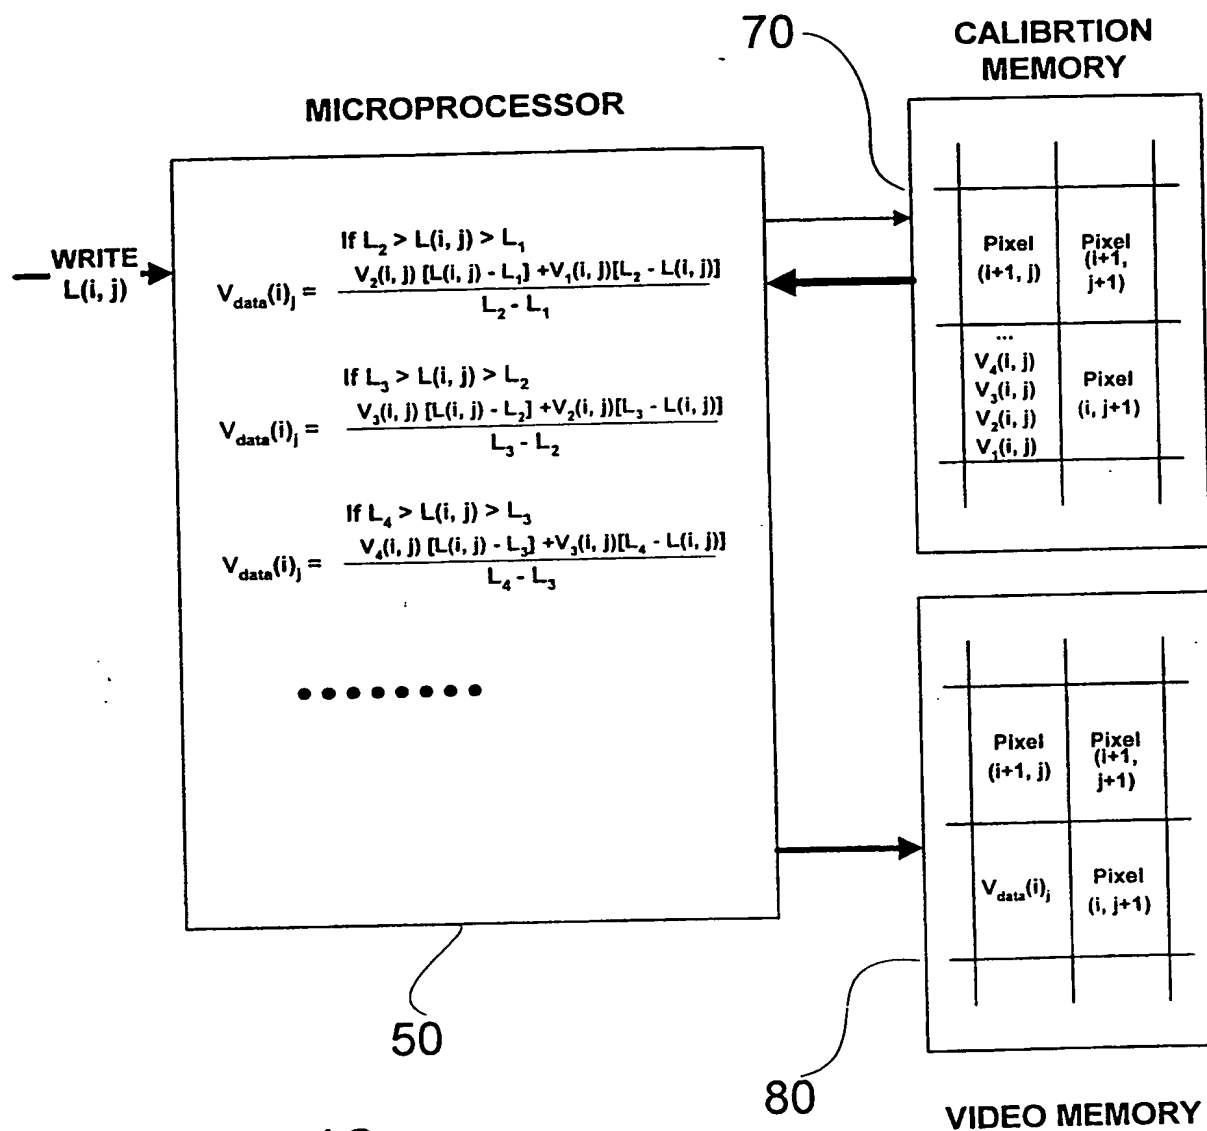 70
CALIBRTION
MEMORY
MICROPROCESSOR
WRITE
L(i, j)
If L2 > L(i, j) > L1
Vdata(i)j = V2(i, j) [L(i, j) - L1] +V1(i, j)[L2 - L(i, j)]
L2 - L1
If L3 > L(i, j) > L2
Vdata(i)j = V3(i, j) [L(i, j) - L2] +V2(i, j)[L3 - L(i, j)]
L3 - L2
If L4 > L(i, j) > L3
Vdata(i)j = V4(i, j) [L(i, j) - L3] +V3(i, j)[L4 - L(i, j)]
L4 - L3
Pixel
(i+1, j)
Pixel
(i+1,
j+1)
...
V4(i, j)
V3(i, j)
V2(i, j)
V1(i, j)
Pixel
(i, j+1)
Pixel
(i+1, j)
Pixel
(i+1,
j+1)
Vdata(i)j
Pixel
(i, j+1)
50
80
VIDEO MEMORY